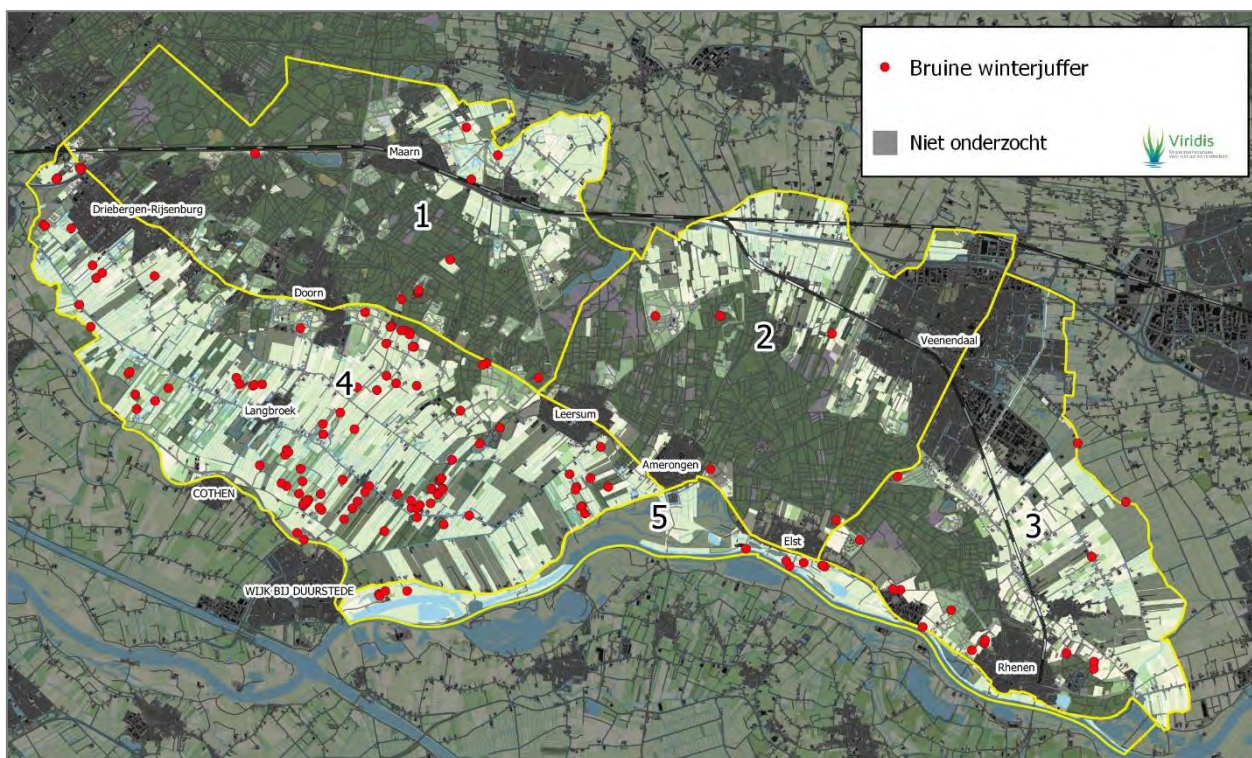 Bruine winterjuffer
Niet onderzocht
Viridis
Maarn
1
Driebergen-Rijsenburg
Doorn
2
Veenendaal
4
Langbroek
Leersum
Amerongen
COTHEN
5
3
Elst
WIJK BIJ DUURSTEDE
Rhenen